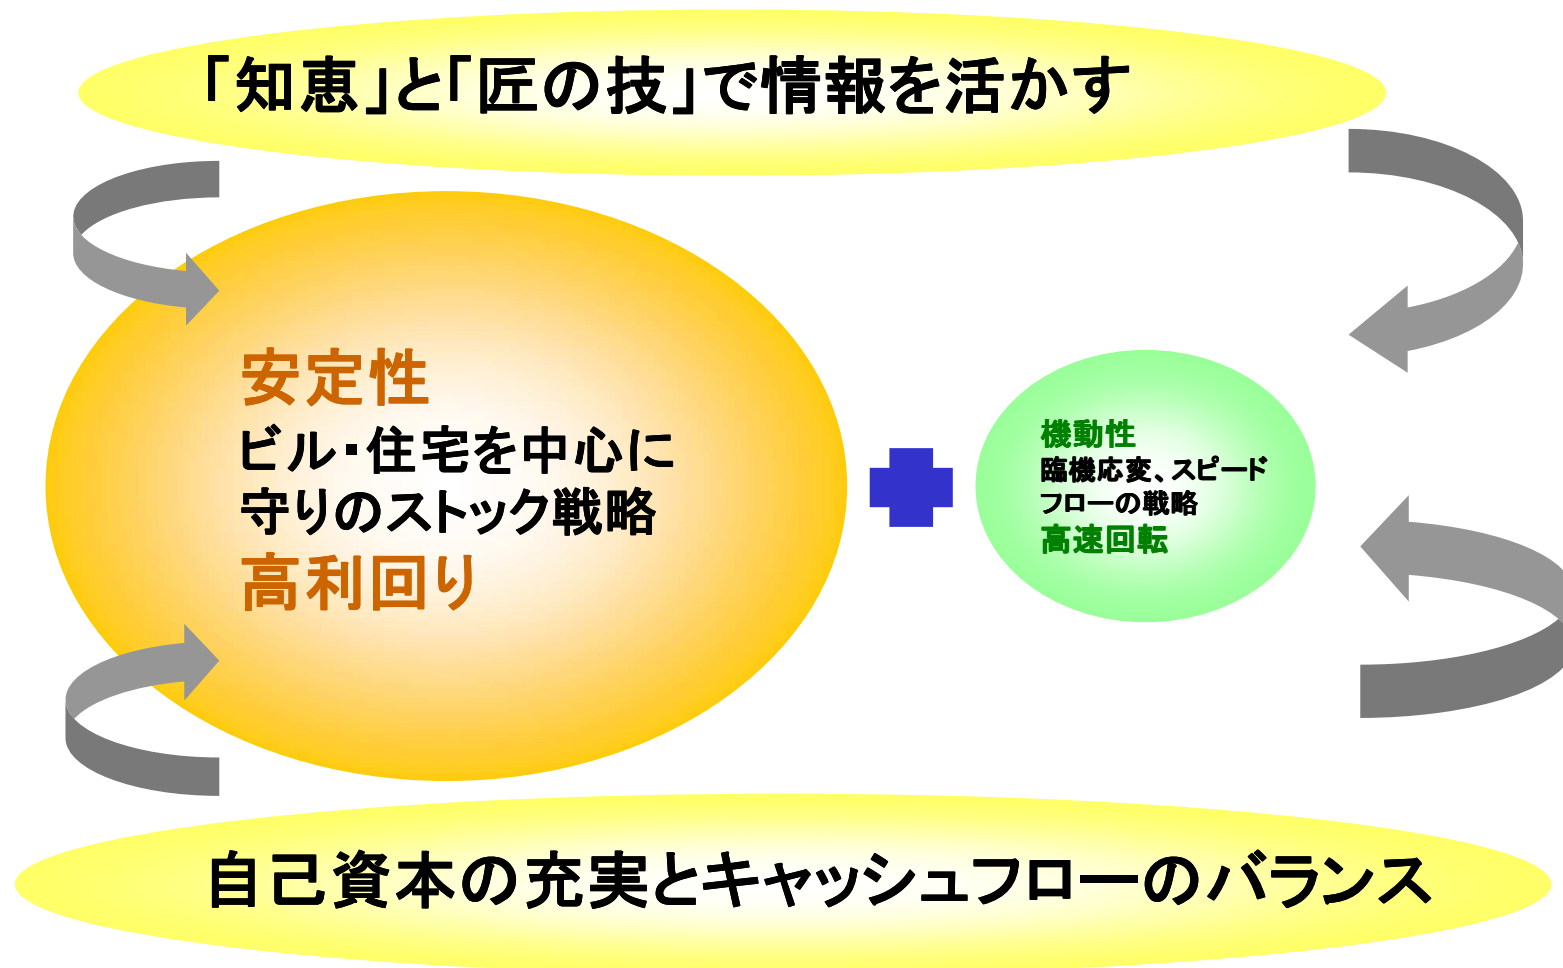 「知恵」と「匠の技」で情報を活かす
安定性
ビル・住宅を中心に
守りのストック戦略
高利回り
機動性
臨機応変、スピード
フローの戦略
高速回転
自己資本の充実とキャッシュフローのバランス